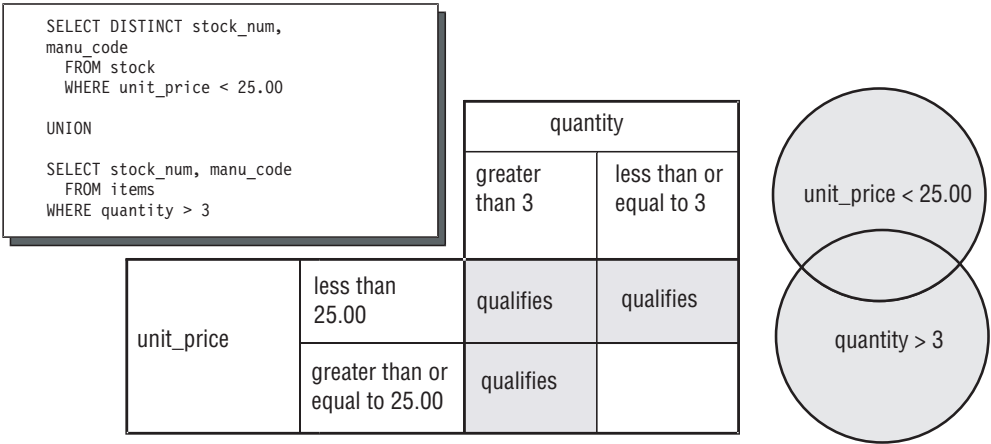 SELECT DISTINCT stock_num,
manu_code
FROM stock
WHERE unit_price < 25.00
UNION
SELECT stock_num, manu_code
FROM items
WHERE quantity > 3
quantity
greater
than 3
less than or
equal to 3
unit_price
less than
25.00
qualifies
qualifies
greater than or
equal to 25.00
qualifies
unit_price < 25.00
quantity > 3